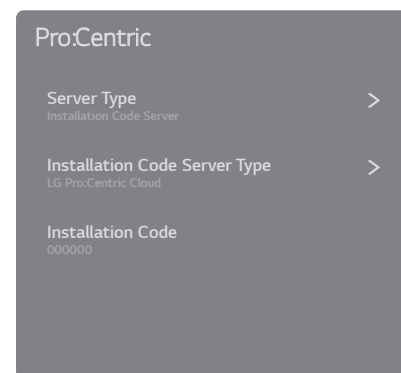 Pro:Centric
Server Type
Installation Code Server
Installation Code Server Type
LG Pro:Centric Cloud
Installation Code
000000